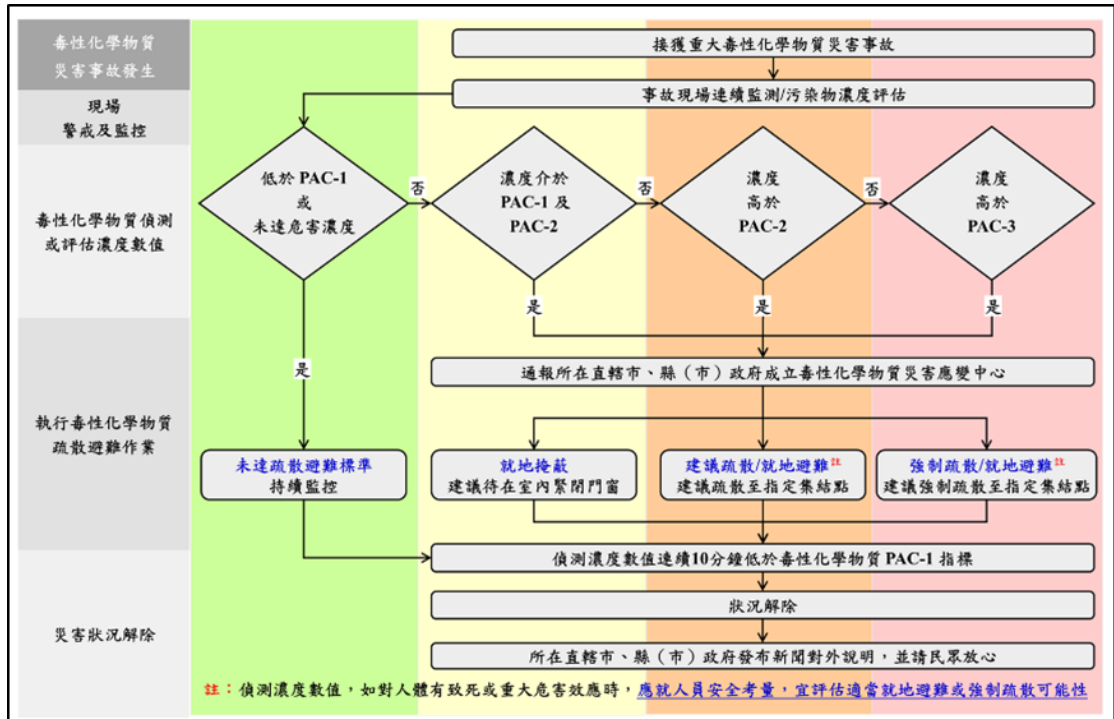 毒性化學物質
災害事故發生
接獲重大毒性化學物質災害事故
現場
警戒及監控
事故現場連續監測/污染物濃度評估
毒性化學物質偵測
或評估濃度數值
低於 PAC-1
或
未達危害濃度
否
濃度介於
PAC-1 及
PAC-2
否
濃度
高於
PAC-2
否
濃度
高於
PAC-3
是
是
是
是
執行毒性化學物質
疏散避難作業
通報所在直轄市、縣（市）政府成立毒性化學物質災害應變中心
未達疏散避難標準
持續監控
就地掩蔽
建議待在室內緊閉門窗
建議疏散/就地避難註
建議疏散至指定集結點
強制疏散/就地避難註
建議強制疏散至指定集結點
災害狀況解除
偵測濃度數值連續10分鐘低於毒性化學物質 PAC-1 指標
狀況解除
所在直轄市、縣（市）政府發布新聞對外說明，並請民眾放心
註：偵測濃度數值，如對人體有致死或重大危害效應時，應就人員安全考量，宜評估適當就地避難或強制疏散可能性